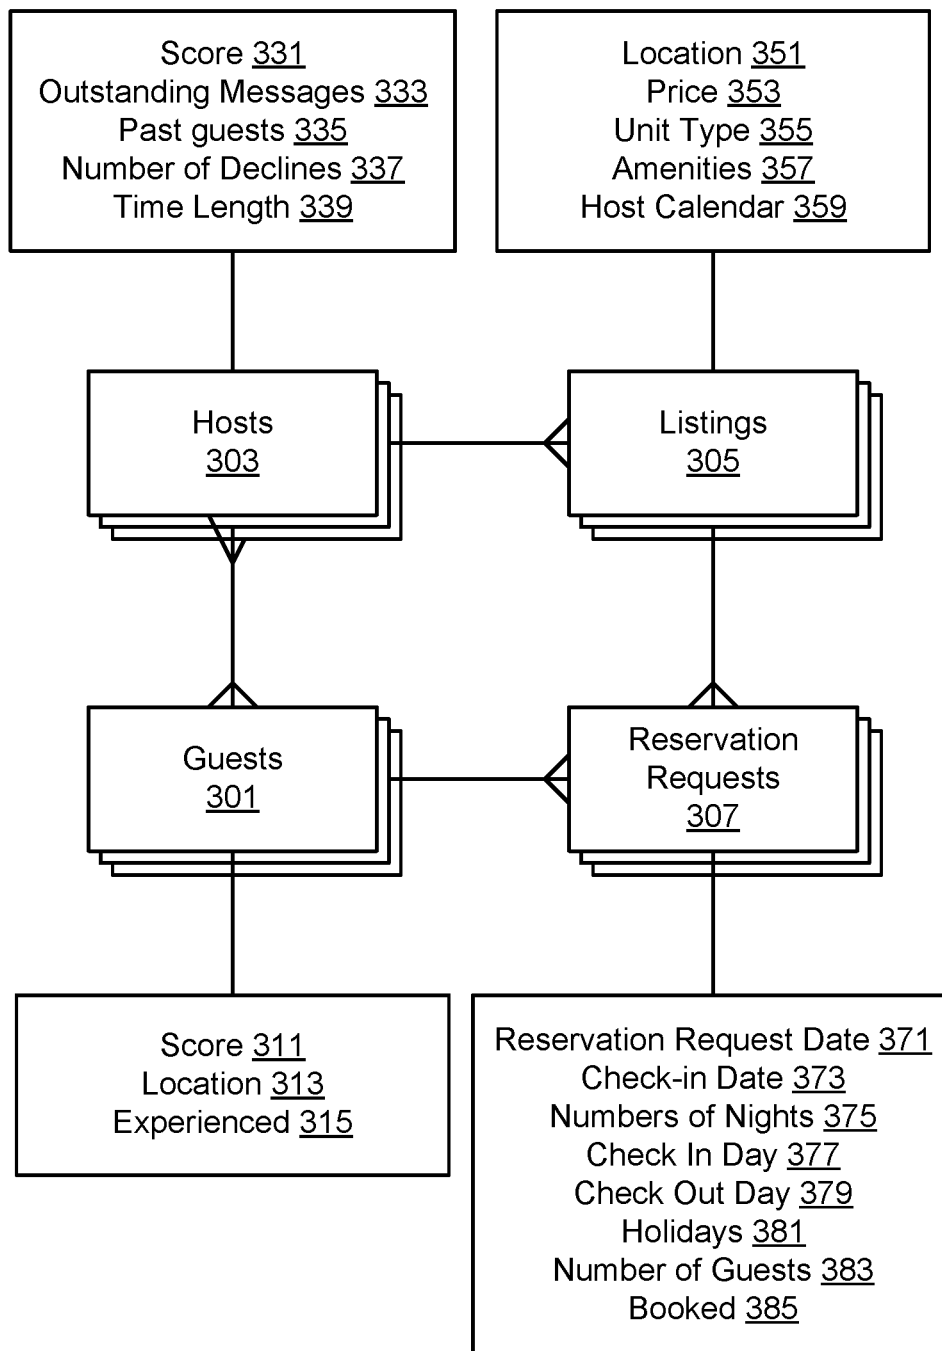 Score 331
Outstanding Messages 333
Past guests 335
Number of Declines 337
Time Length 339
Location 351
Price 353
Unit Type 355
Amenities 357
Host Calendar 359
Hosts
303
Listings
305
Guests
301
Reservation
Requests
307
Score 311
Location 313
Experienced 315
Reservation Request Date 371
Check-in Date 373
Numbers of Nights 375
Check In Day 377
Check Out Day 379
Holidays 381
Number of Guests 383
Booked 385